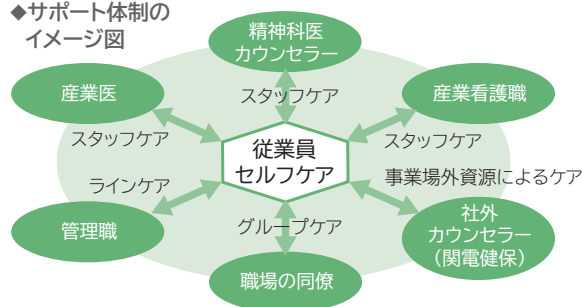 ◆サポート体制の
イメージ図
精神科医
カウンセラー
産業医
スタッフケア
産業看護職
スタッフケア
従業員
セルフケア
スタッフケア
ラインケア
事業場外資源によるケア
管理職
グループケア
社外
カウンセラー
（関電健保）
職場の同僚